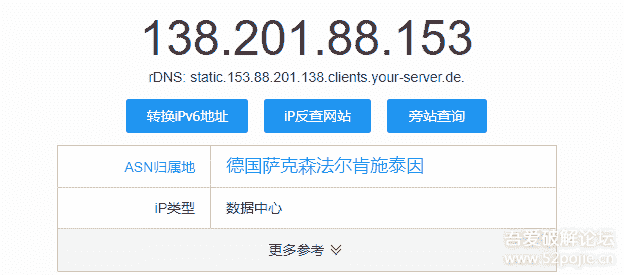 138.201.88.153
rDNS: static.153.88.201.138.clients.your-server.de.
转换iPv6地址 iP反查网站 旁站查询
ASN归属地 德国萨克森法尔肯施泰因
iP类型 数据中心
更多参考
吾爱破解论坛
www.52pojie.cn